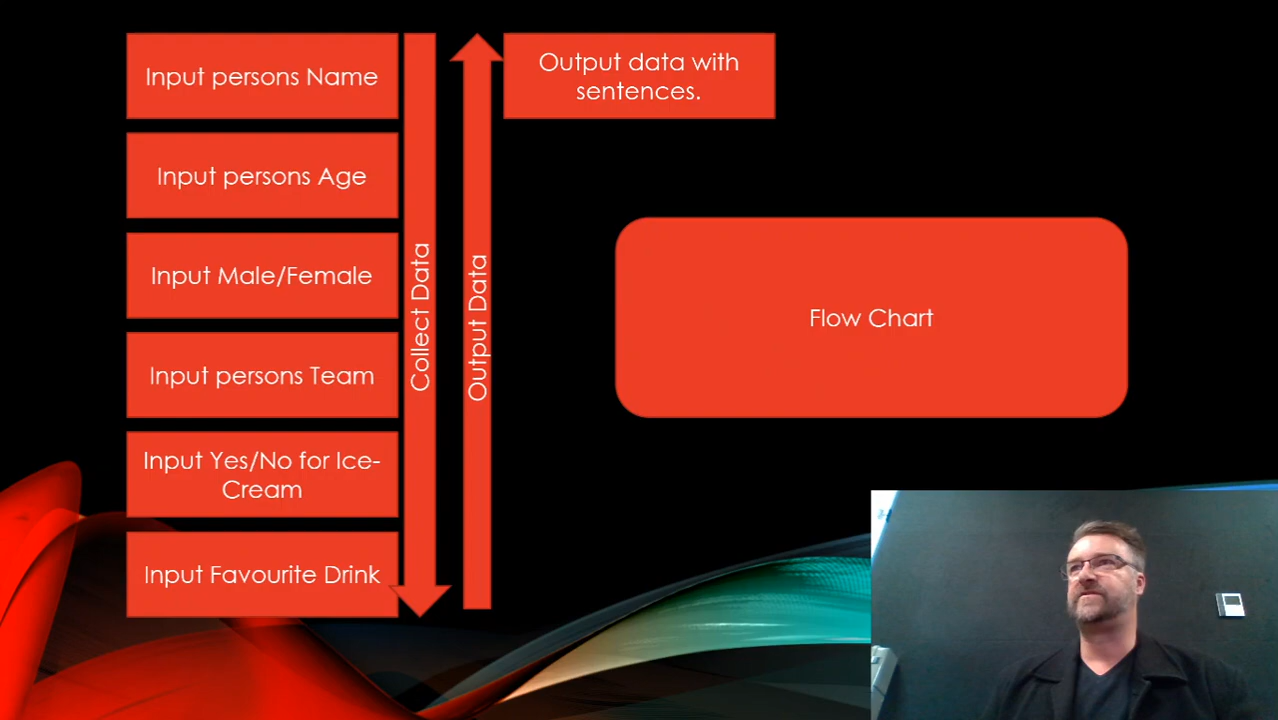 Input persons Name
Input persons Age
Input Male/Female
Input persons Team
Input Yes/No for Ice-
Cream
Input Favourite Drink
Collect Data
Output Data
Output data with
sentences.
Flow Chart